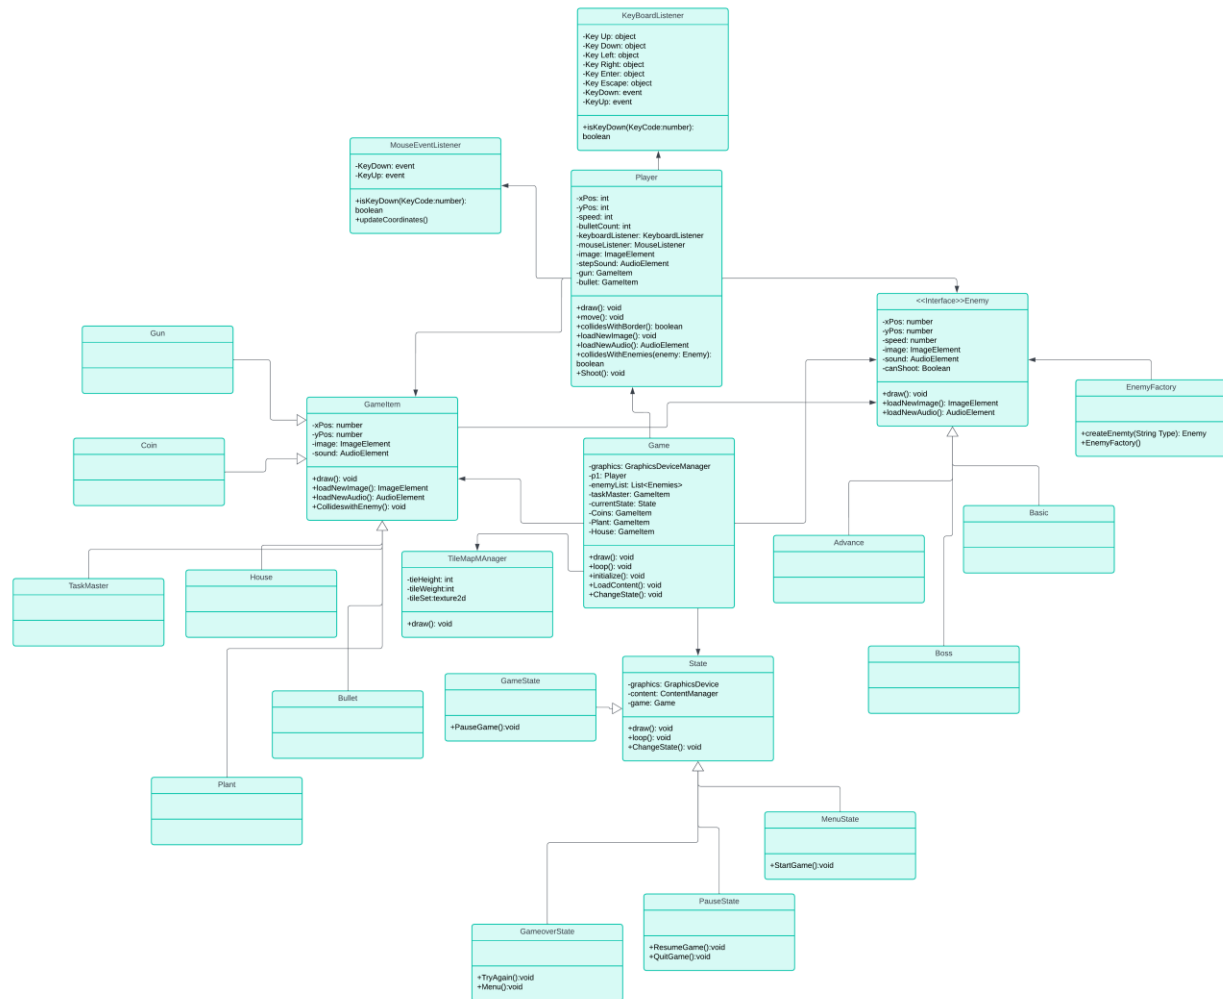 KeyBoardListener
-Key Up: object
-Key Down: object
-Key Left: object
-Key Right: object
-Key Enter: object
-Key Escape: object
-KeyDown: event
-KeyUp: event
+isKeyDown(KeyCode:number):
boolean
MouseEventListener
-KeyDown: event
-KeyUp: event
+isKeyDown(KeyCode:number):
boolean
+updateCoordinates()
Player
-xPos: int
-yPos: int
-speed: int
-bulletCount: int
-keyboardListener: KeyboardListener
-mouseListener: MouseListener
-image: ImageElement
-stepSound: AudioElement
-gun: GameItem
-bullet: GameItem
+draw(): void
+move(): void
+collidesWithBorder(): boolean
+loadNewImage(): void
+loadNewAudio(): AudioElement
+collidesWithEnemies(enemy: Enemy):
boolean
+Shoot(): void
<<Interface>>Enemy
-xPos: number
-yPos: number
-speed: number
-image: ImageElement
-sound: AudioElement
-canShoot: Boolean
+draw(): void
+loadNewImage(): ImageElement
+loadNewAudio(): AudioElement
EnemyFactory
+createEnemty(String Type): Enemy
+EnemyFactory()
Gun
Coin
GameItem
-xPos: number
-yPos: number
-image: ImageElement
-sound: AudioElement
+draw(): void
+loadNewImage(): ImageElement
+loadNewAudio(): AudioElement
+CollideswithEnemy(): void
Game
-graphics: GraphicsDeviceManager
-p1: Player
-enemyList: List<Enemies>
-taskMaster: GameItem
-currentState: State
-Coins: GameItem
-Plant: GameItem
-House: GameItem
+draw(): void
+loop(): void
+initialize(): void
+LoadContent(): void
+ChangeState(): void
TaskMaster
House
TileMapMAnager
-tieHeight: int
-tileWeight:int
-tileSet:texture2d
+draw(): void
Advance
Basic
Boss
Bullet
Plant
GameState
+PauseGame():void
State
-graphics: GraphicsDevice
-content: ContentManager
-game: Game
+draw(): void
+loop(): void
+ChangeState(): void
MenuState
+StartGame():void
PauseState
+ResumeGame():void
+QuitGame():void
GameoverState
+TryAgain():void
+Menu():void